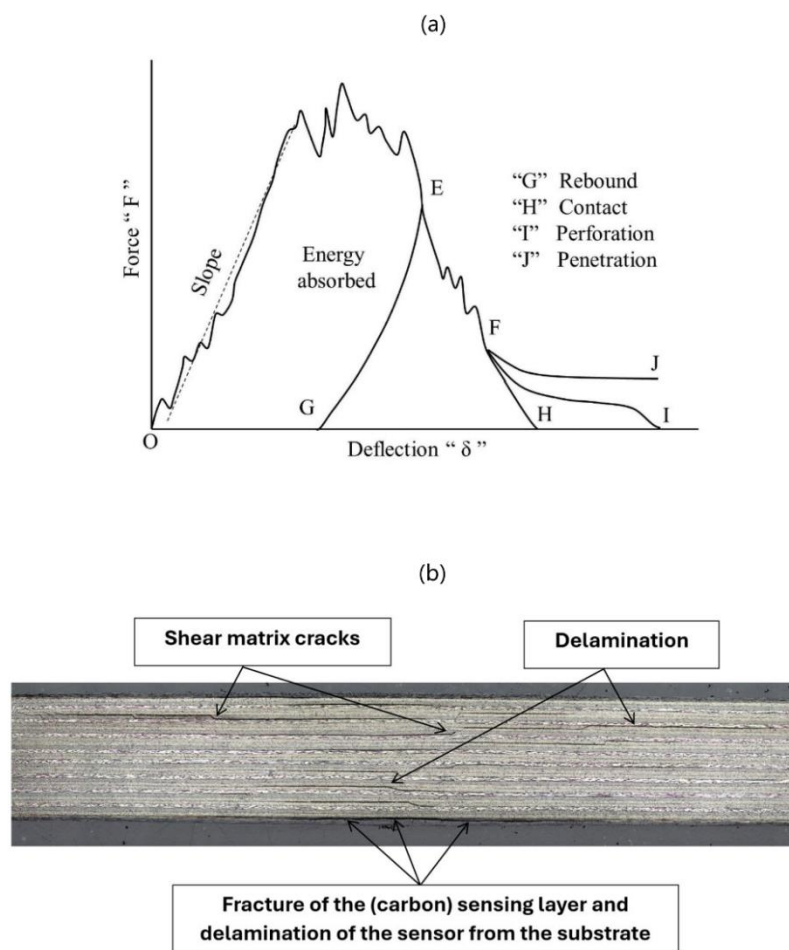 (a)
Force “ F ”
Slope
Energy
absorbed
E
“G” Rebound
“H” Contact
“I” Perforation
“J” Penetration
F
J
G
H
I
O
Deflection “ δ ”
(b)
Shear matrix cracks
Delamination
Fracture of the (carbon) sensing layer and
delamination of the sensor from the substrate